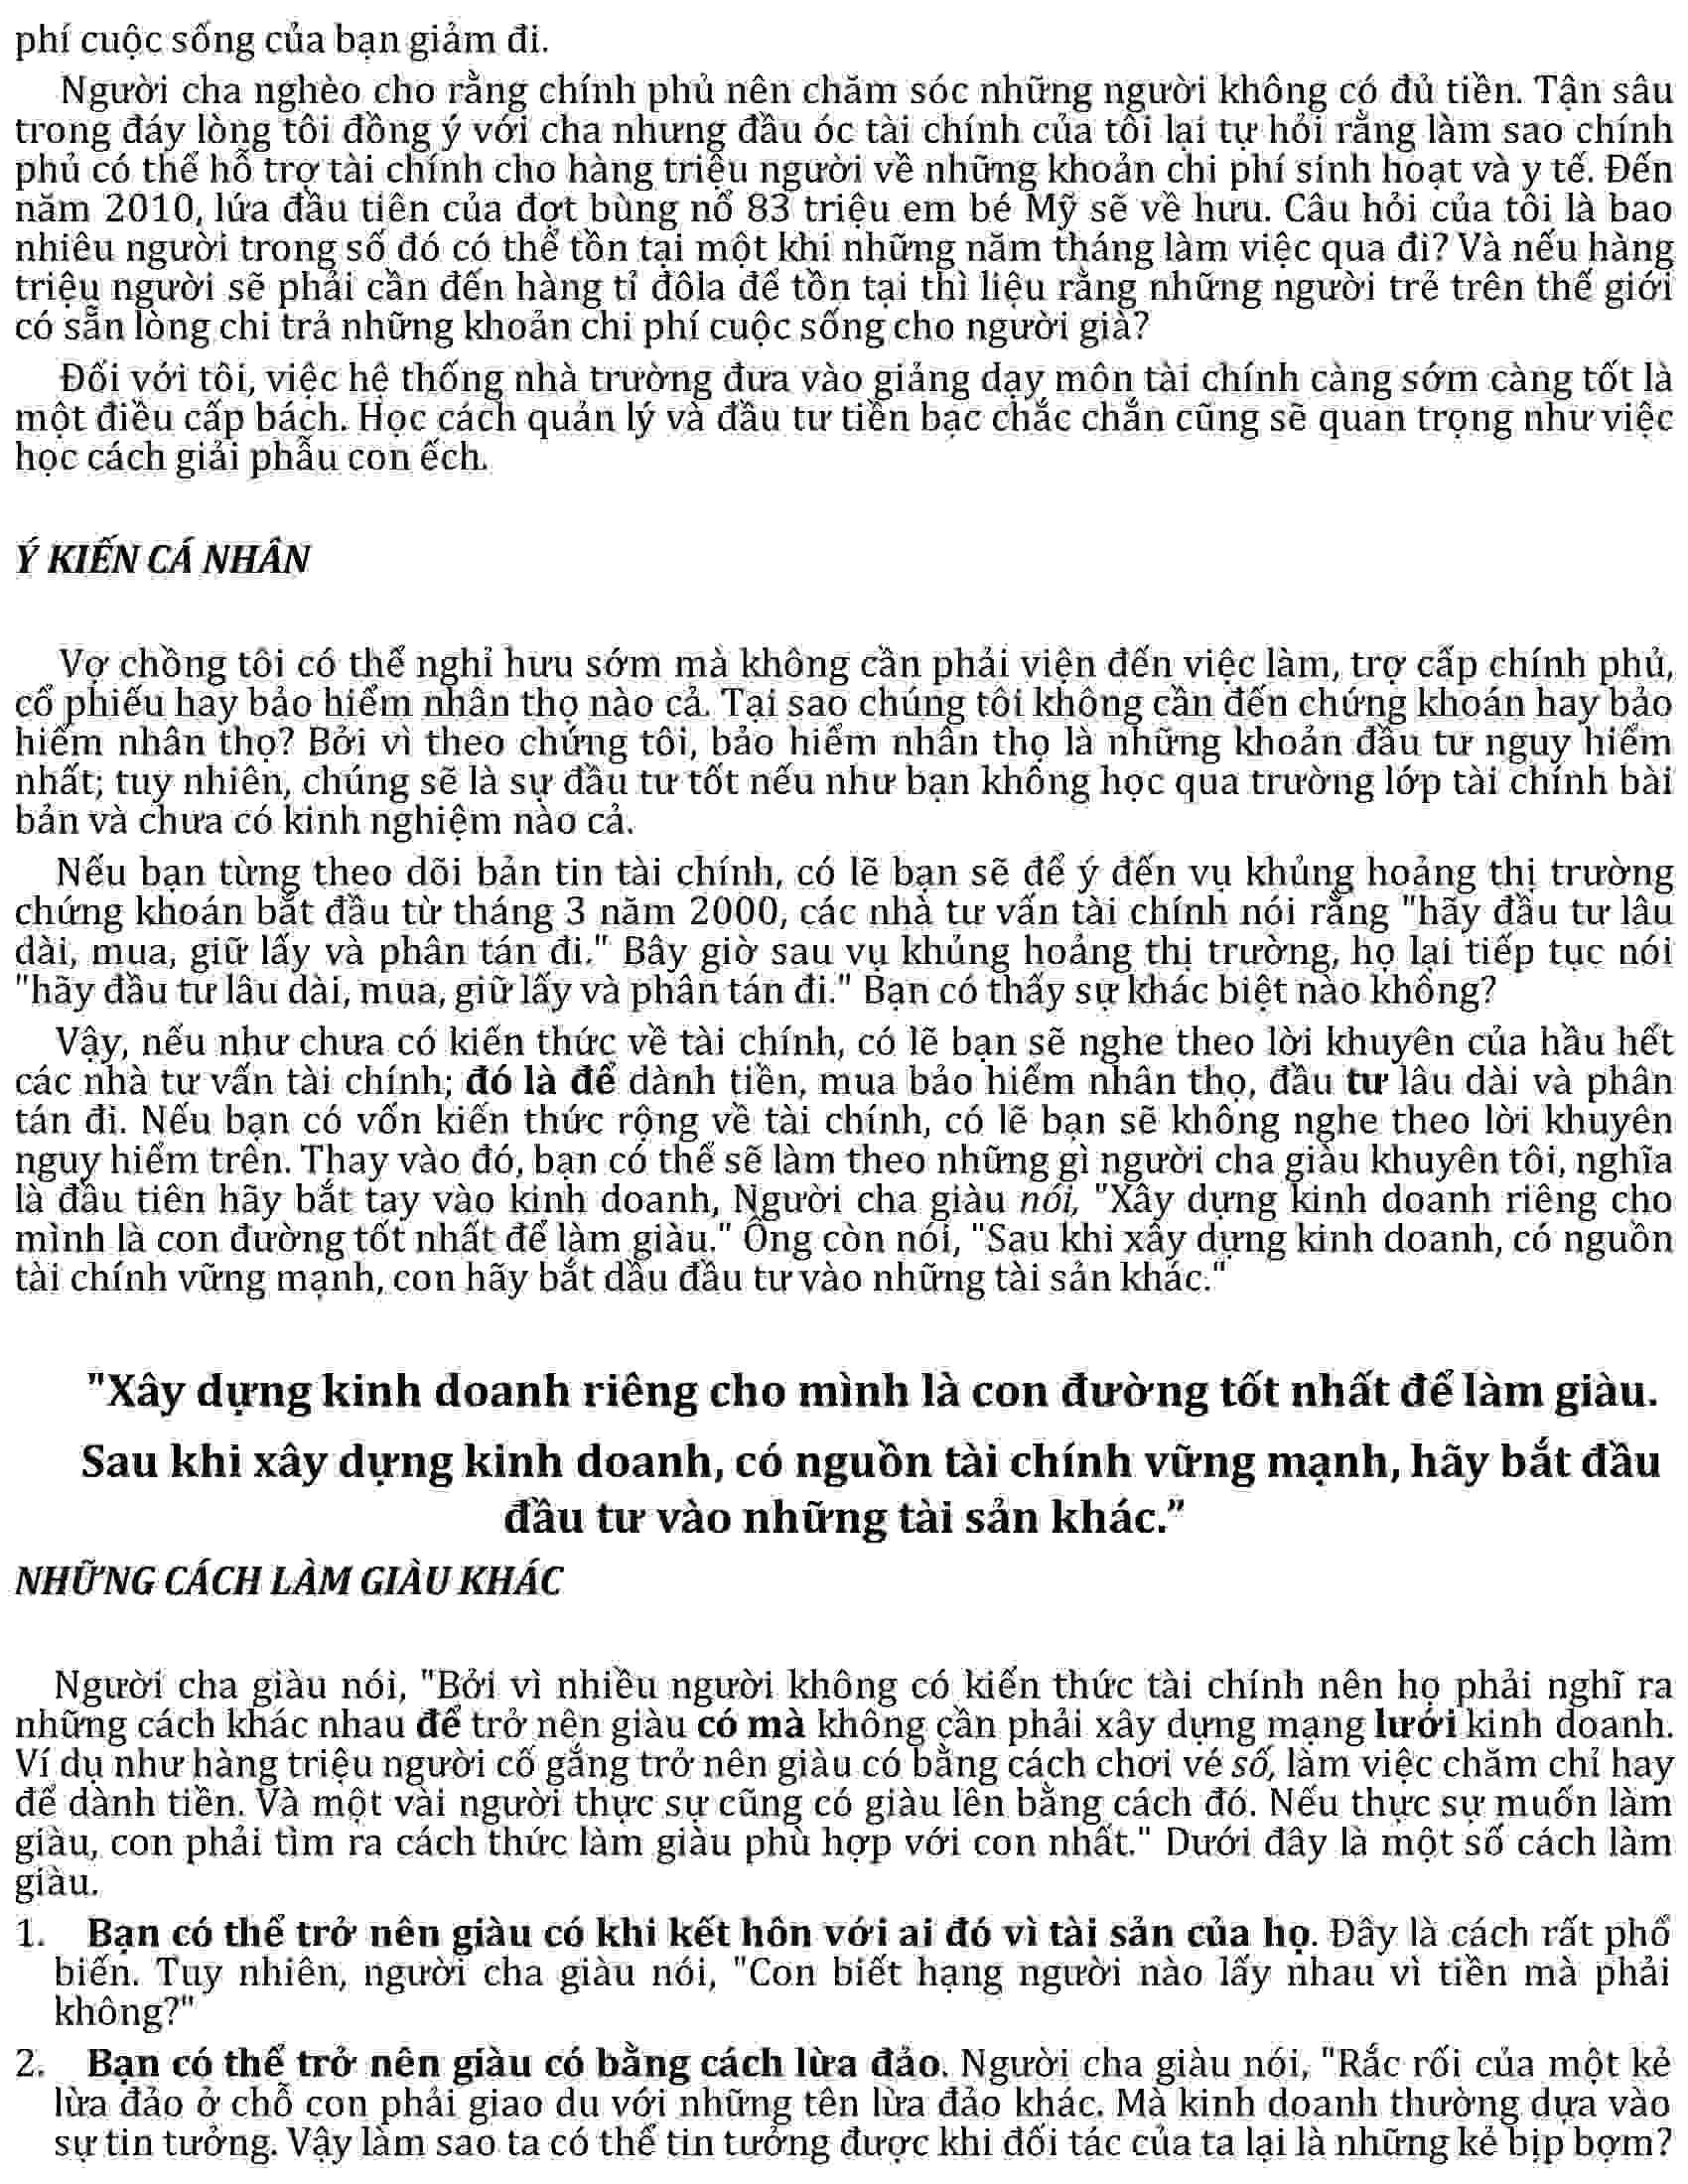 phí cuộc sống của bạn giảm đi.
Người cha nghèo cho rằng chính phủ nên chăm sóc những người không có đủ tiền. Tận sâu
trong đáy lòng tôi đồng ý với cha nhưng đầu óc tài chính của tôi lại tự hỏi rằng làm sao chính
phủ có thể hỗ trợ tài chính cho hàng triệu người về những khoản chi phí sinh hoạt và y tế. Đến
năm 2010, lứa đầu tiên của đợt bùng nổ 83 triệu em bé Mỹ sẽ về hưu. Câu hỏi của tôi là bao
nhiêu người trong số đó có thể tồn tại một khi những năm tháng làm việc qua đi? Và nếu hàng
triệu người sẽ phải cần đến hàng tỉ đôla để tồn tại thì liệu rằng những người trẻ trên thế giới
có sẵn lòng chi trả những khoản chi phí cuộc sống cho người già?
Đối với tôi, việc hệ thống nhà trường đưa vào giảng dạy môn tài chính càng sớm càng tốt là
một điều cấp bách. Học cách quản lý và đầu tư tiền bạc chắc chắn cũng sẽ quan trọng như việc
học cách giải phẫu con ếch.
Ý KIẾN CÁ NHÂN
Vợ chồng tôi có thể nghỉ hưu sớm mà không cần phải viện đến việc làm, trợ cấp chính phủ,
cổ phiếu hay bảo hiểm nhân thọ nào cả. Tại sao chúng tôi không cần đến chứng khoán hay bảo
hiểm nhân thọ? Bởi vì theo chứng tôi, bảo hiểm nhân thọ là những khoản đầu tư nguy hiểm
nhất; tuy nhiên, chúng sẽ là sự đầu tư tốt nếu như bạn không học qua trường lớp tài chính bài
bản và chưa có kinh nghiệm nào cả.
Nếu bạn từng theo dõi bản tin tài chính, có lẽ bạn sẽ để ý đến vụ khủng hoảng thị trường
chứng khoán bắt đầu từ tháng 3 năm 2000, các nhà tư vấn tài chính nói rằng "hãy đầu tư lâu
dài, mua, giữ lấy và phân tán đi." Bây giờ sau vụ khủng hoảng thị trường, họ lại tiếp tục nói
"hãy đầu tư lâu dài, mua, giữ lấy và phân tán đi." Bạn có thấy sự khác biệt nào không?
Vậy, nếu như chưa có kiến thức về tài chính, có lẽ bạn sẽ nghe theo lời khuyên của hầu hết
các nhà tư vấn tài chính; đó là để dành tiền, mua bảo hiểm nhân thọ, đầu tư lâu dài và phân
tán đi. Nếu bạn có vốn kiến thức rộng về tài chính, có lẽ bạn sẽ không nghe theo lời khuyên
nguy hiểm trên. Thay vào đó, bạn có thể sẽ làm theo những gì người cha giàu khuyên tôi, nghĩa
là đầu tiên hãy bắt tay vào kinh doanh, Người cha giàu nói, "Xây dựng kinh doanh riêng cho
mình là con đường tốt nhất để làm giàu." Ông còn nói, "Sau khi xây dựng kinh doanh, có nguồn
tài chính vững mạnh, con hãy bắt dầu đầu tư vào những tài sản khác."
"Xây dựng kinh doanh riêng cho mình là con đường tốt nhất để làm giàu.
Sau khi xây dựng kinh doanh, có nguồn tài chính vững mạnh, hãy bắt đầu
đầu tư vào những tài sản khác.”
NHỮNG CÁCH LÀM GIÀU KHÁC
Người cha giàu nói, "Bởi vì nhiều người không có kiến thức tài chính nên họ phải nghĩ ra
những cách khác nhau để trở nên giàu có mà không cần phải xây dựng mạng lưới kinh doanh.
Ví dụ như hàng triệu người cố gắng trở nên giàu có bằng cách chơi vé số, làm việc chăm chỉ hay
để dành tiền. Và một vài người thực sự cũng có giàu lên bằng cách đó. Nếu thực sự muốn làm
giàu, con phải tìm ra cách thức làm giàu phù hợp với con nhất." Dưới đây là một số cách làm
giàu.
1. Bạn có thể trở nên giàu có khi kết hôn với ai đó vì tài sản của họ. Đây là cách rất phổ
biến. Tuy nhiên, người cha giàu nói, "Con biết hạng người nào lấy nhau vì tiền mà phải
không?"
2. Bạn có thể trở nên giàu có bằng cách lừa đảo. Người cha giàu nói, "Rắc rối của một kẻ
lừa đảo ở chỗ con phải giao du với những tên lừa đảo khác. Mà kinh doanh thường dựa vào
sự tin tưởng. Vậy làm sao ta có thể tin tưởng được khi đối tác của ta lại là những kẻ bịp bợm?